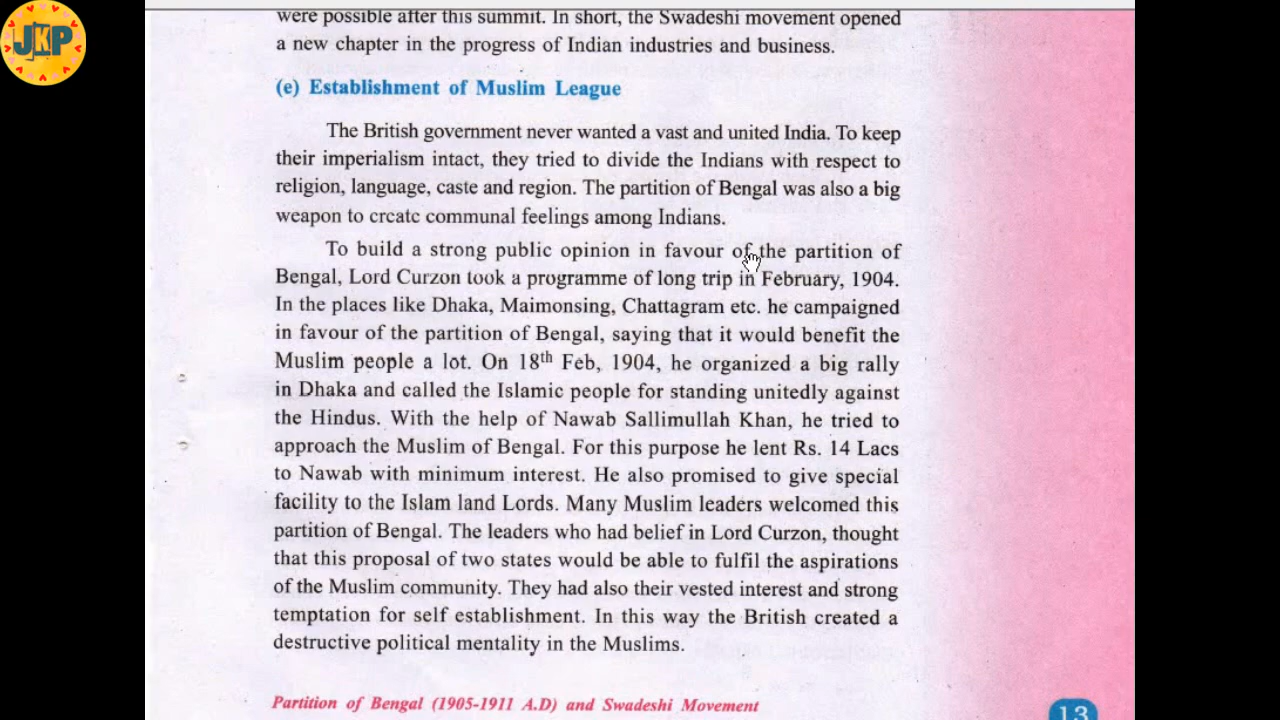 JKP
were possible after this summit. In short, the Swadeshi movement opened
a new chapter in the progress of Indian industries and business.
(e) Establishment of Muslim League
The British government never wanted a vast and united India. To keep
their imperialism intact, they tried to divide the Indians with respect to
religion, language, caste and region. The partition of Bengal was also a big
weapon to create communal feelings among Indians.
To build a strong public opinion in favour of the partition of
Bengal, Lord Curzon took a programme of long trip in February, 1904.
In the places like Dhaka, Maimonsing, Chattagram etc. he campaigned
in favour of the partition of Bengal, saying that it would benefit the
Muslim people a lot. On 18th Feb, 1904, he organized a big rally
in Dhaka and called the Islamic people for standing unitedly against
the Hindus. With the help of Nawab Sallimullah Khan, he tried to
approach the Muslim of Bengal. For this purpose he lent Rs. 14 Lacs
to Nawab with minimum interest. He also promised to give special
facility to the Islam land Lords. Many Muslim leaders welcomed this
partition of Bengal. The leaders who had belief in Lord Curzon, thought
that this proposal of two states would be able to fulfil the aspirations
of the Muslim community. They had also their vested interest and strong
temptation for self establishment. In this way the British created a
destructive political mentality in the Muslims.
Partition of Bengal (1905-1911 A.D) and Swadeshi Movement
13